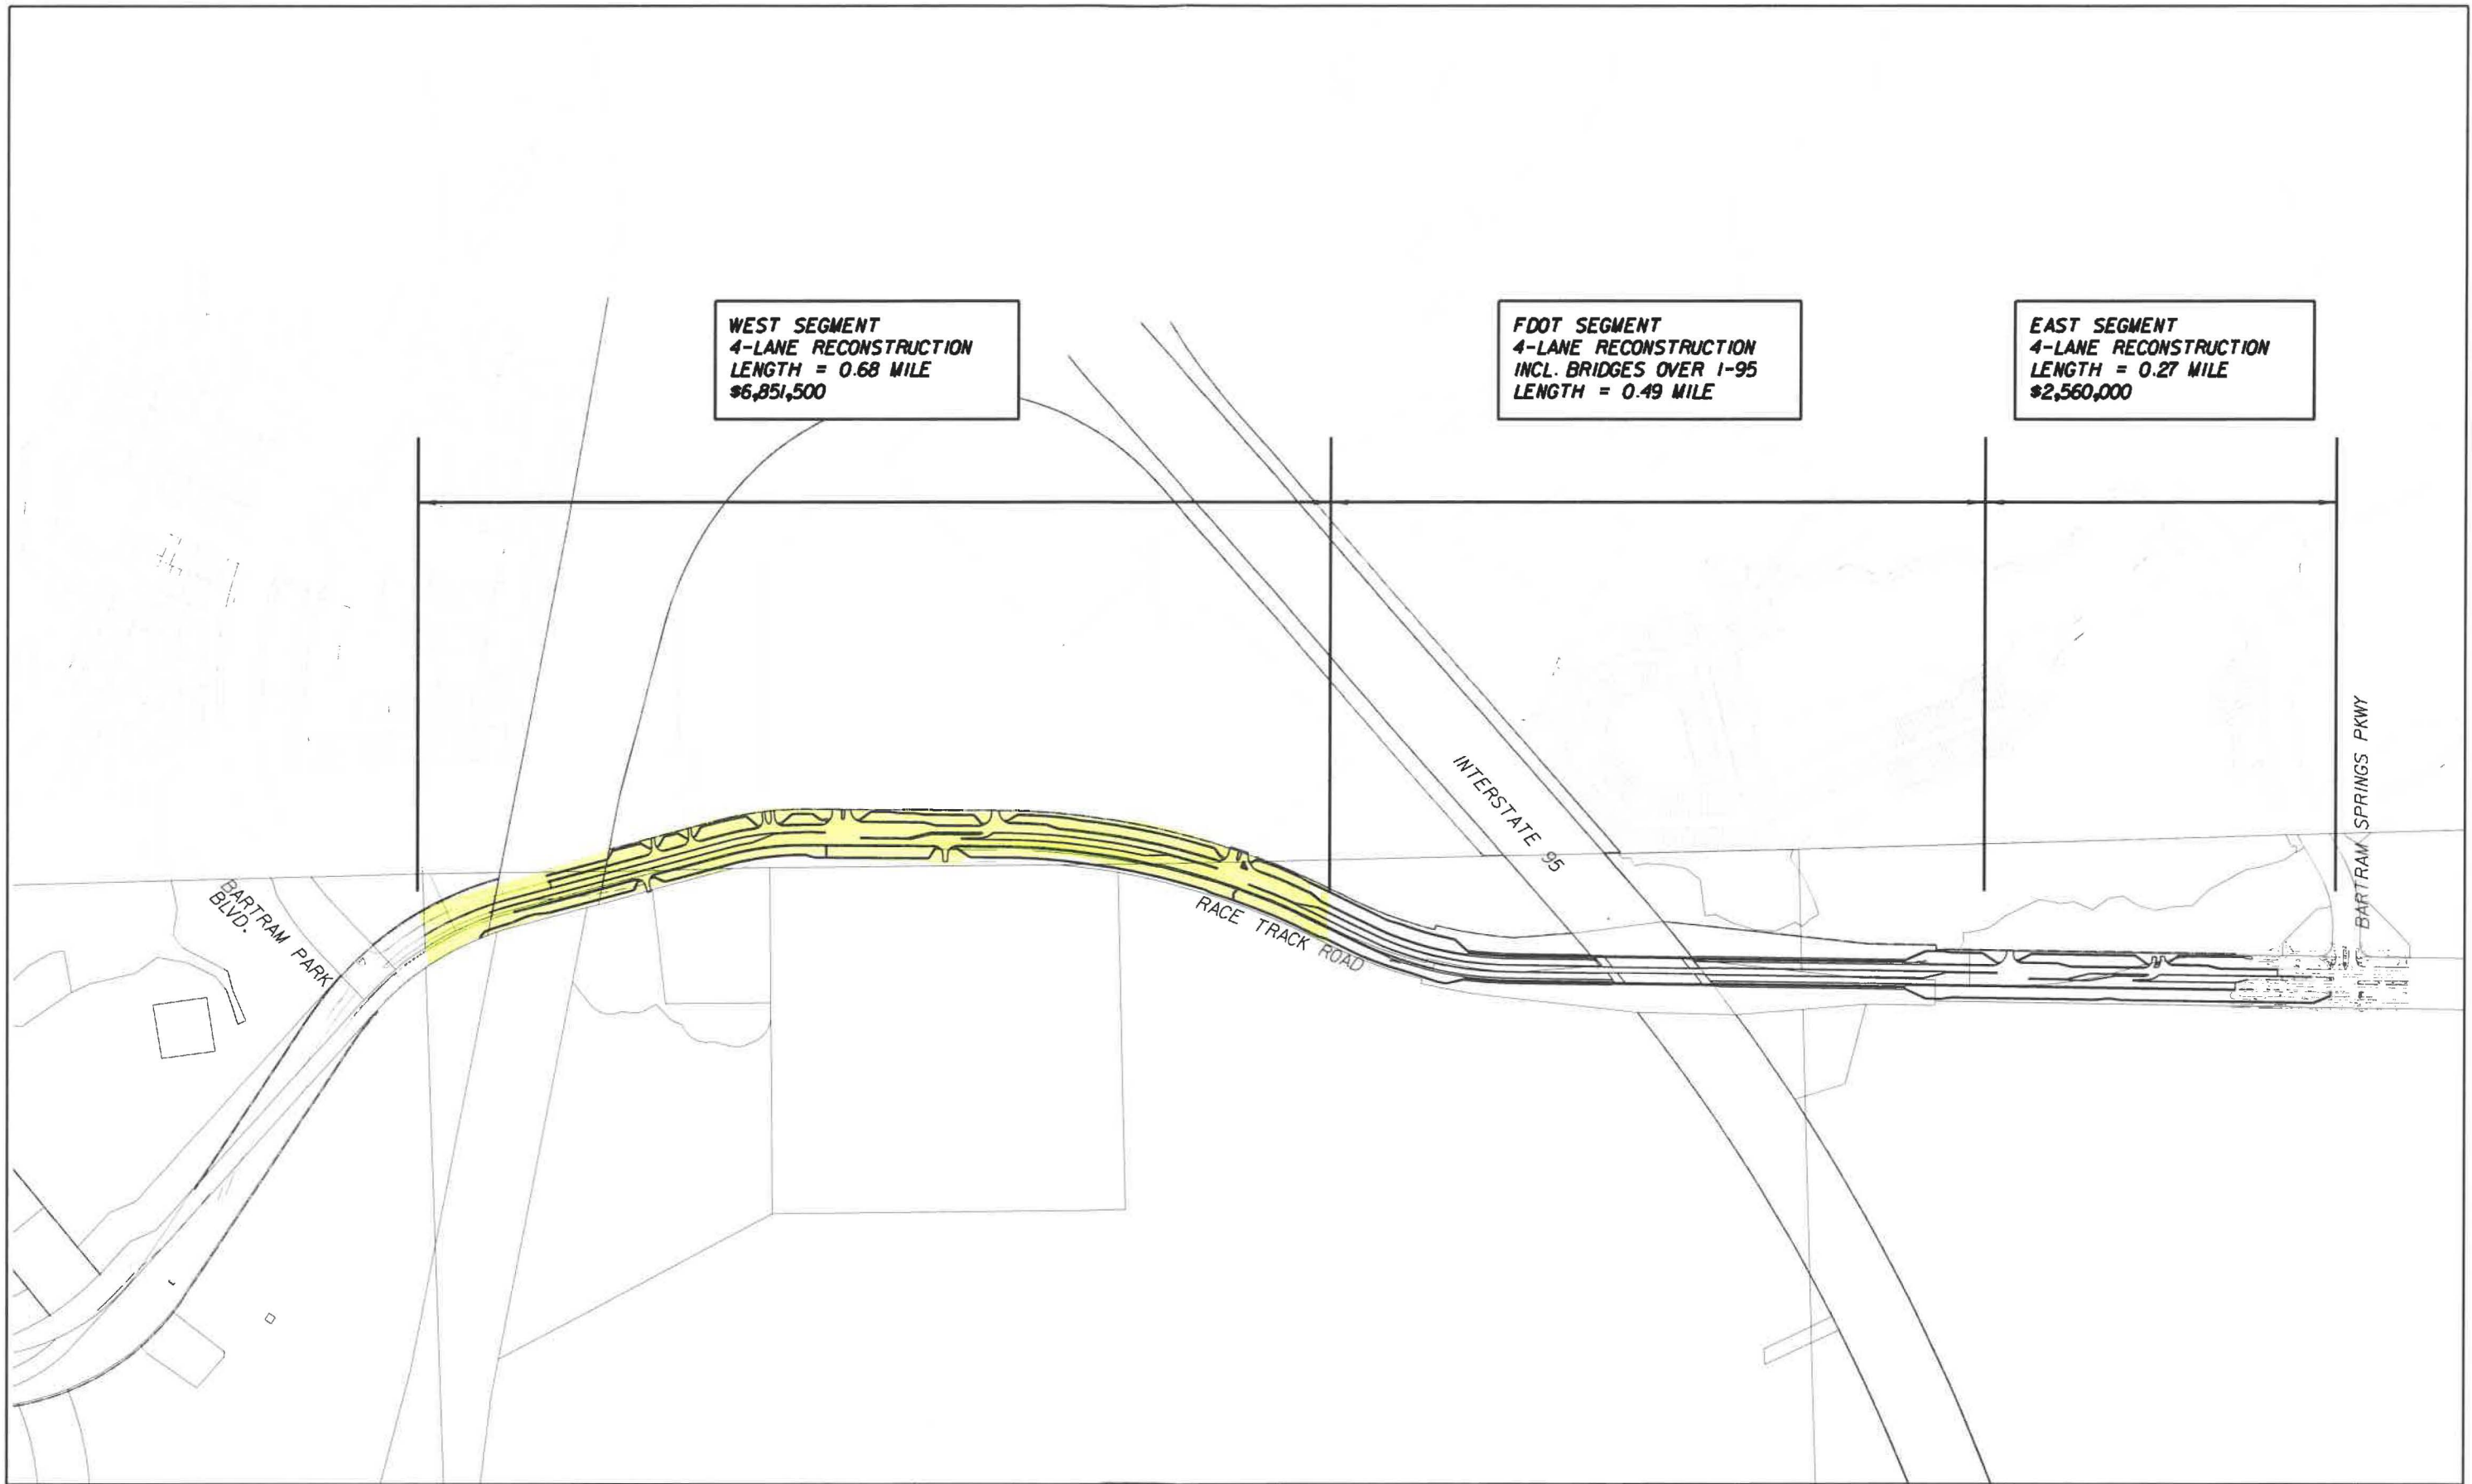 WEST SEGMENT
4-LANE RECONSTRUCTION
LENGTH = 0.68 MILE
$6,851,500
FDOT SEGMENT
4-LANE RECONSTRUCTION
INCL. BRIDGES OVER I-95
LENGTH = 0.49 MILE
EAST SEGMENT
4-LANE RECONSTRUCTION
LENGTH = 0.27 MILE
$2,560,000
BARTRAM PARK
BLVD.
RACE TRACK ROAD
INTERSTATE 95
BARTRAM SPRINGS PKWY